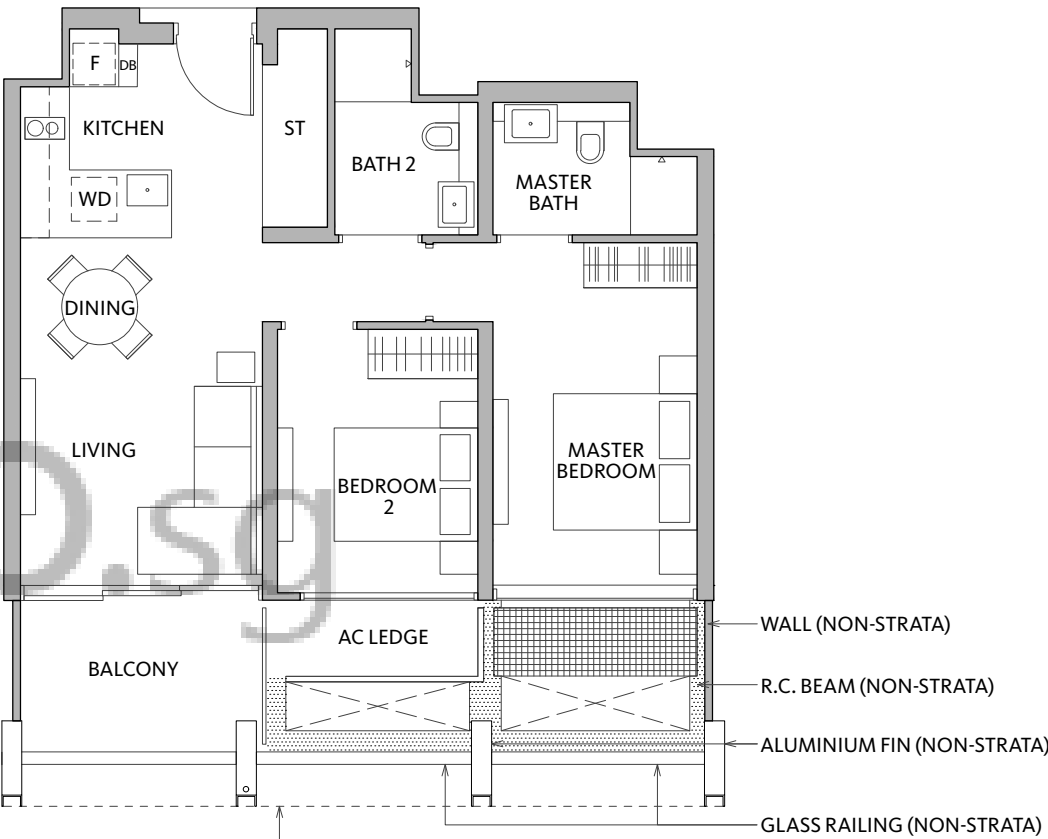 F
DB
KITCHEN
ST
BATH 2
MASTER
BATH
WD
DINING
LIVING
BEDROOM
2
MASTER
BEDROOM
.sg
BALCONY
AC LEDGE
WALL (NON-STRATA)
R.C. BEAM (NON-STRATA)
ALUMINIUM FIN (NON-STRATA)
GLASS RAILING (NON-STRATA)